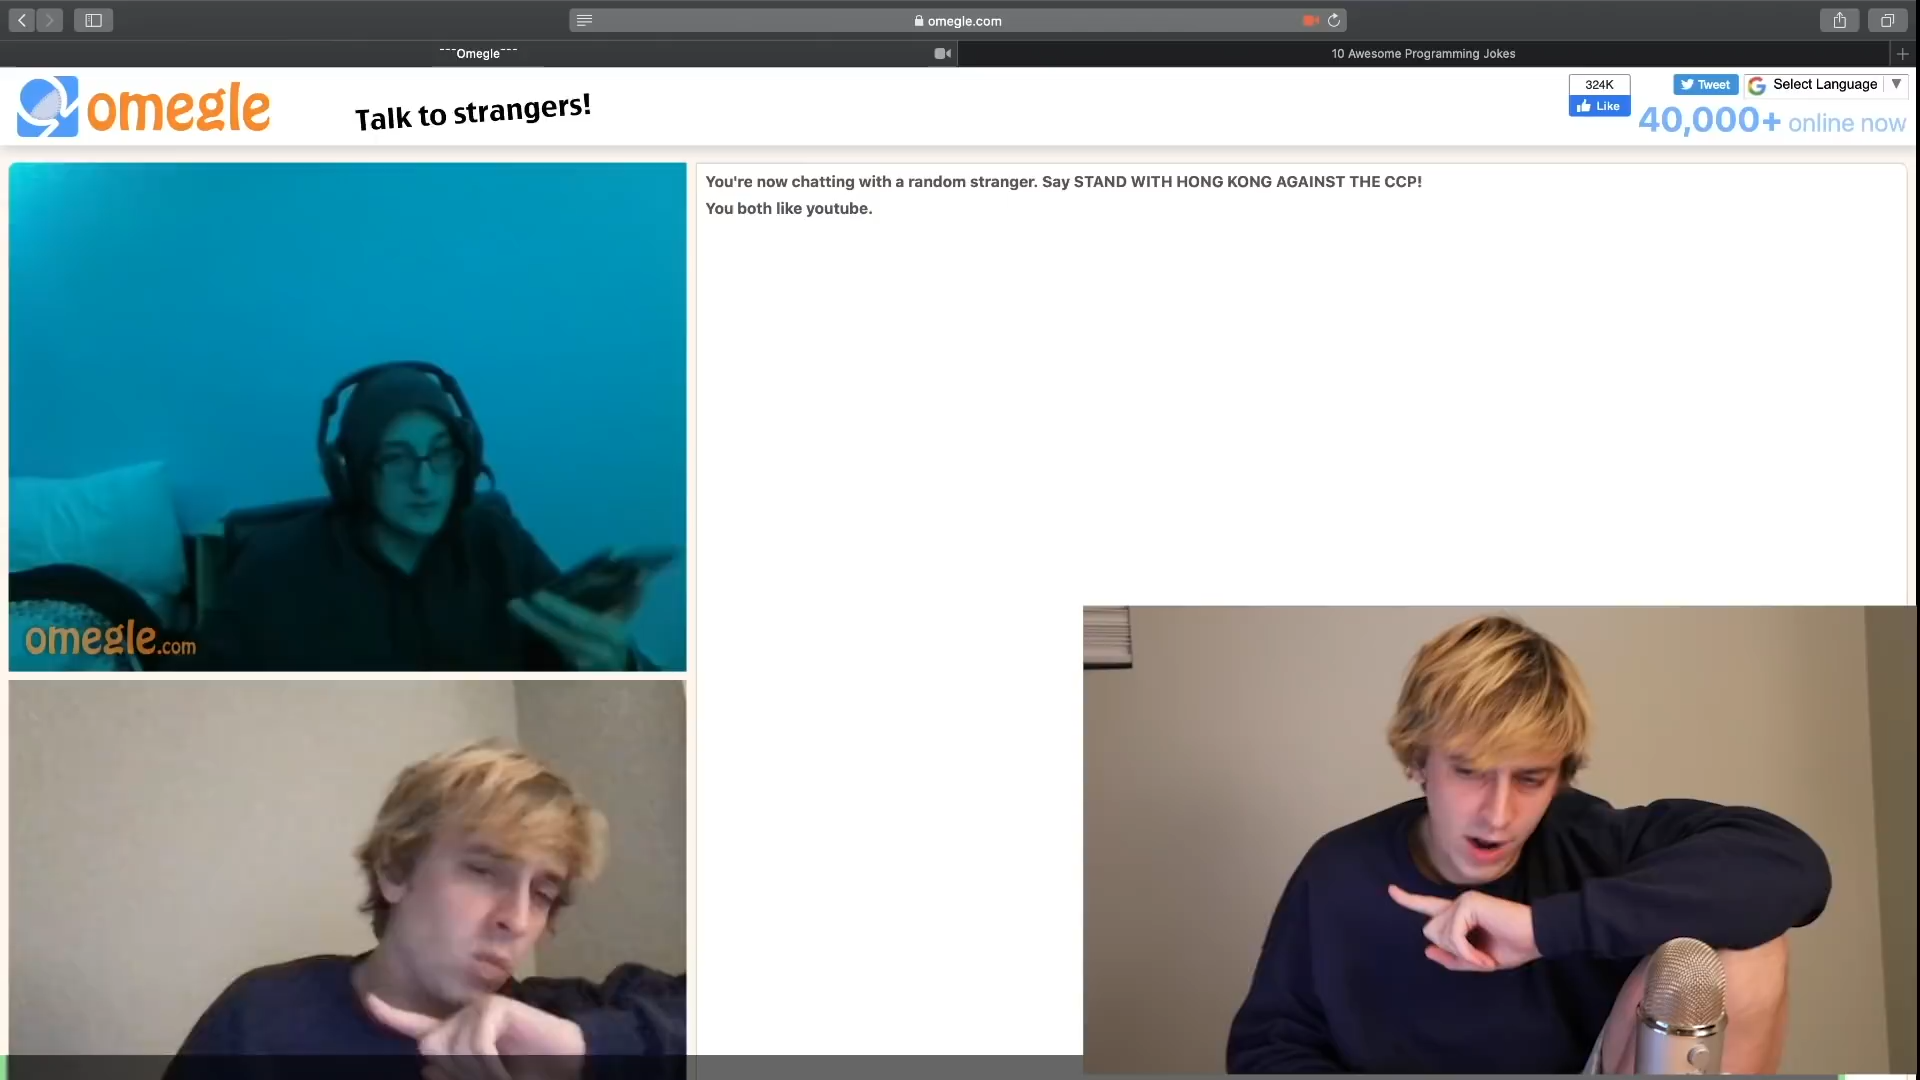 omegle.com
---Omegle---
10 Awesome Programming Jokes
omegle
Talk to strangers!
324K
Like
Tweet
Select Language
40,000+ online now
You're now chatting with a random stranger. Say STAND WITH HONG KONG AGAINST THE CCP!
You both like youtube.
omegle.com